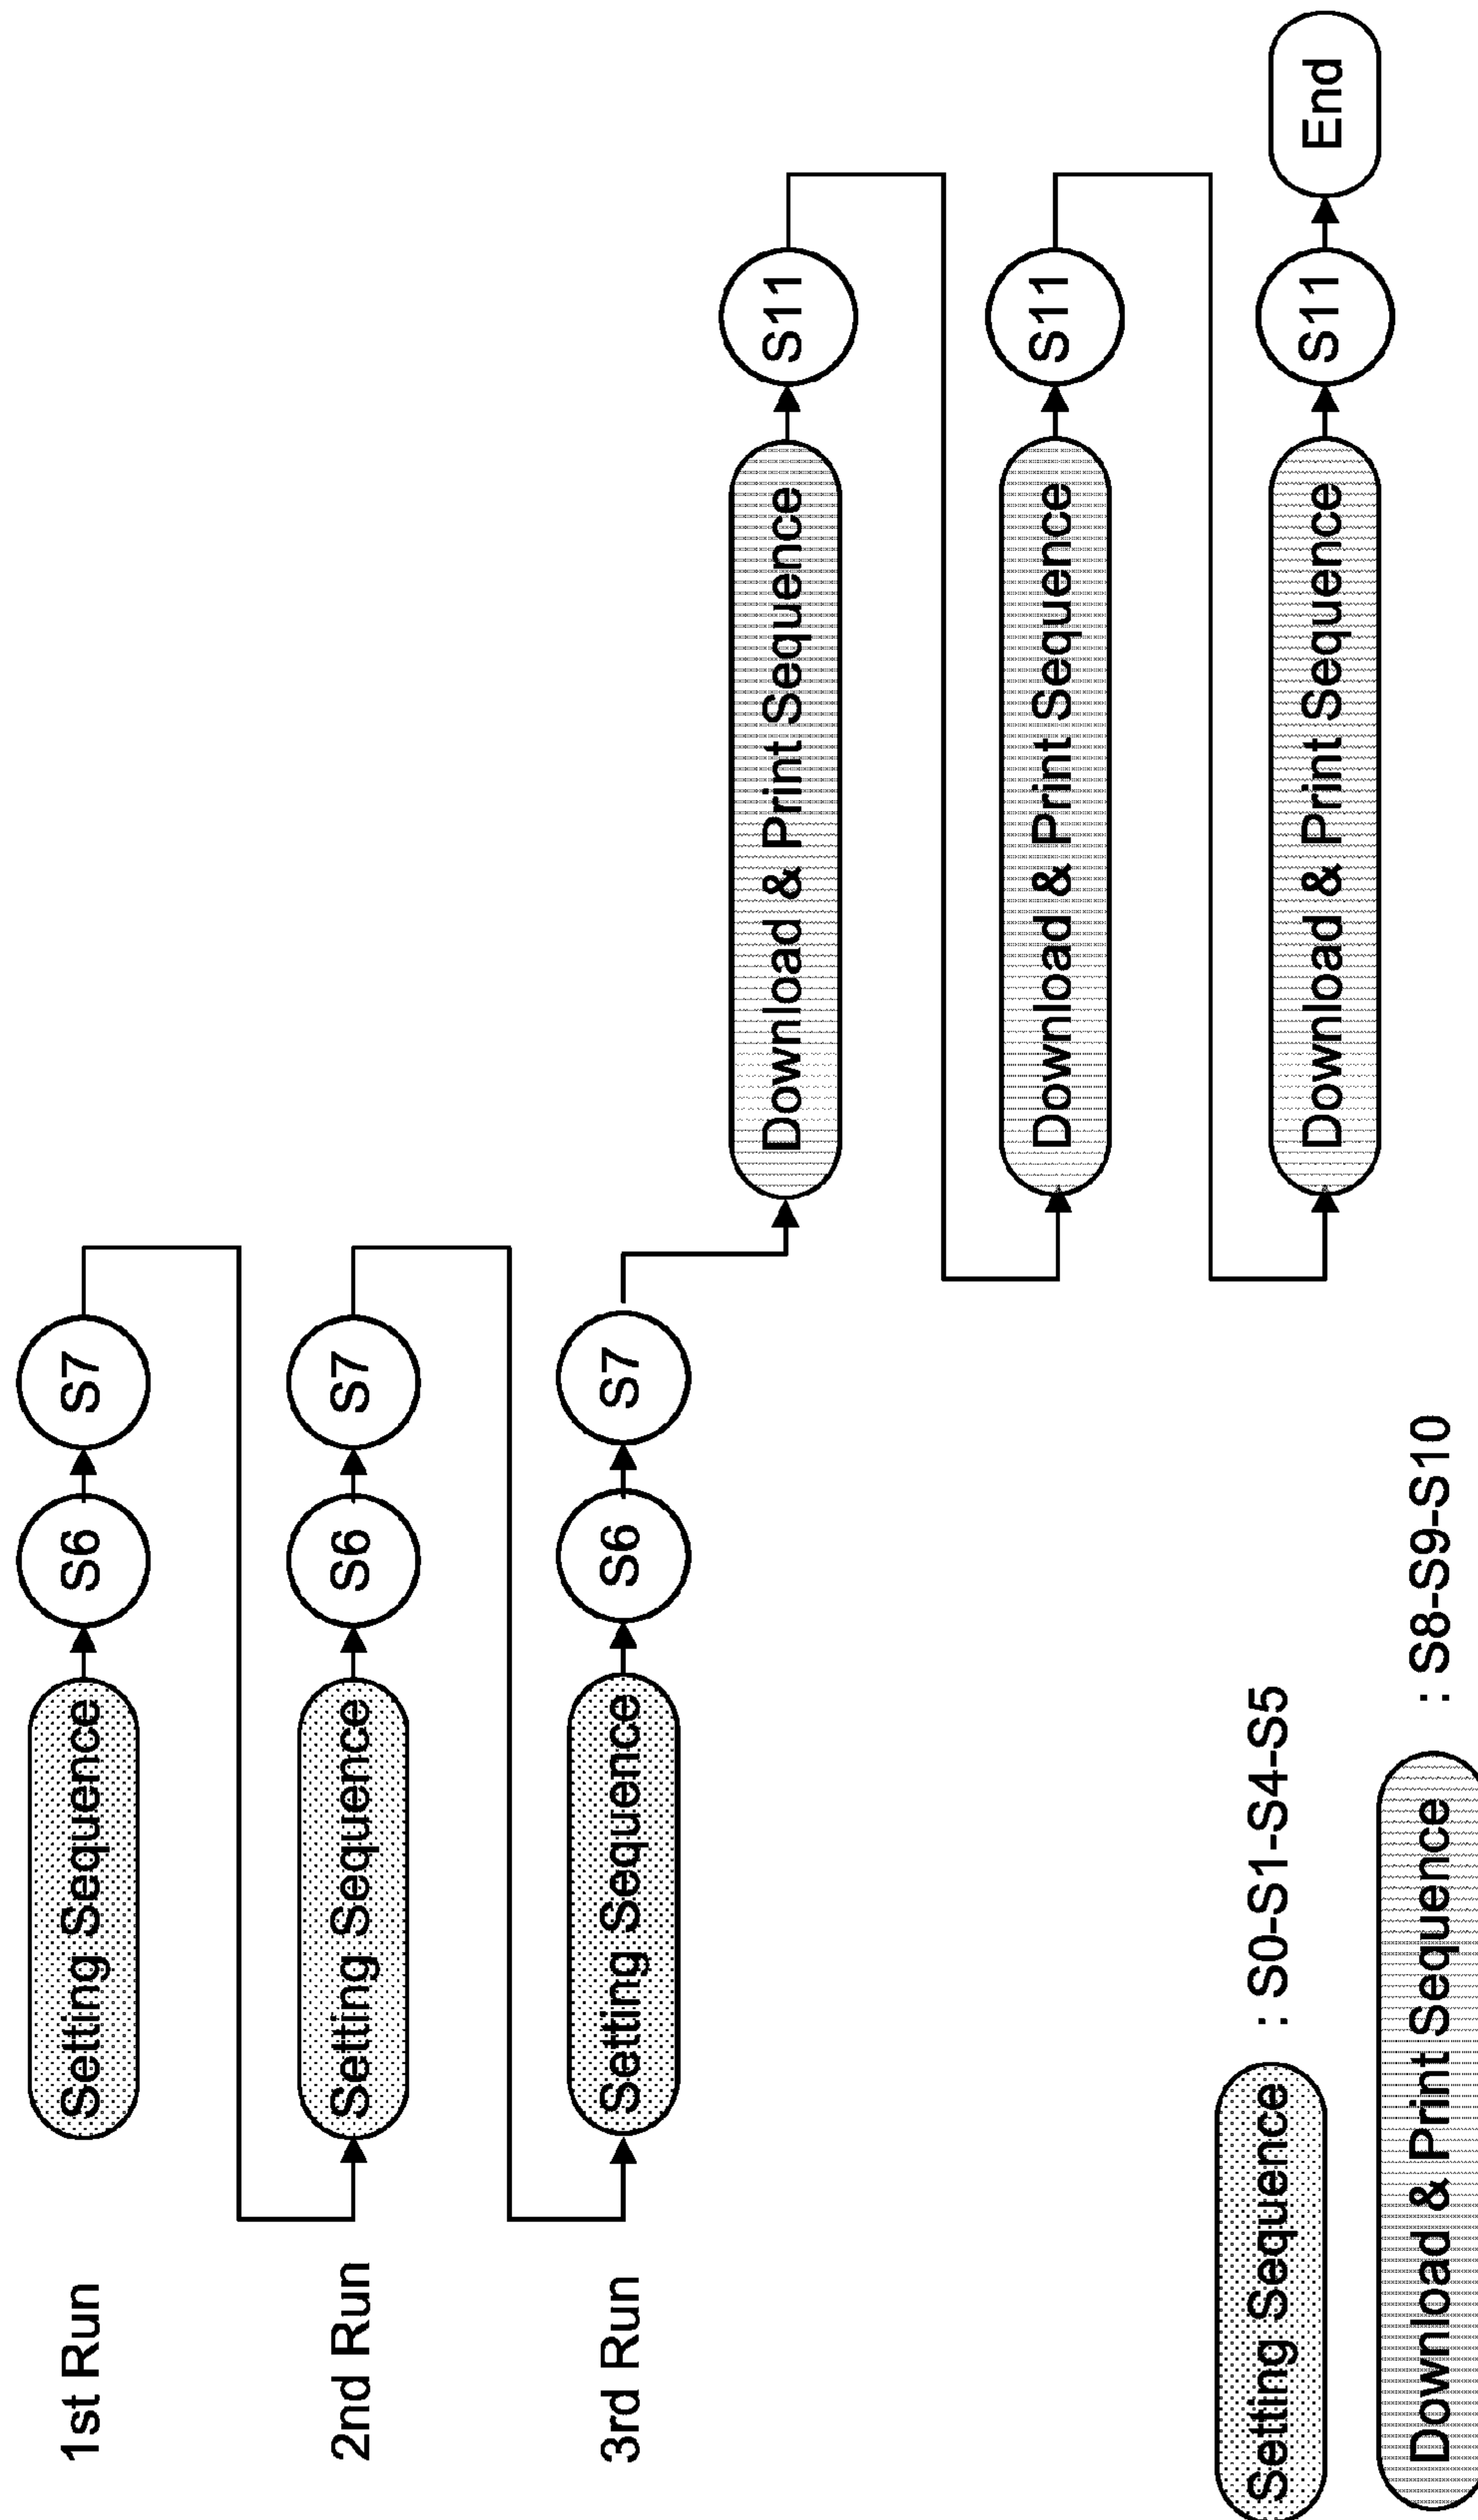 1st Run
Setting Sequence
S6
S7
2nd Run
Setting Sequence
S6
S7
3rd Run
Setting Sequence
S6
S7
Download & Print Sequence
S11
Download & Print Sequence
S11
Download & Print Sequence
S11
End
Setting Sequence : S0-S1-S4-S5
Download & Print Sequence : S8-S9-S10